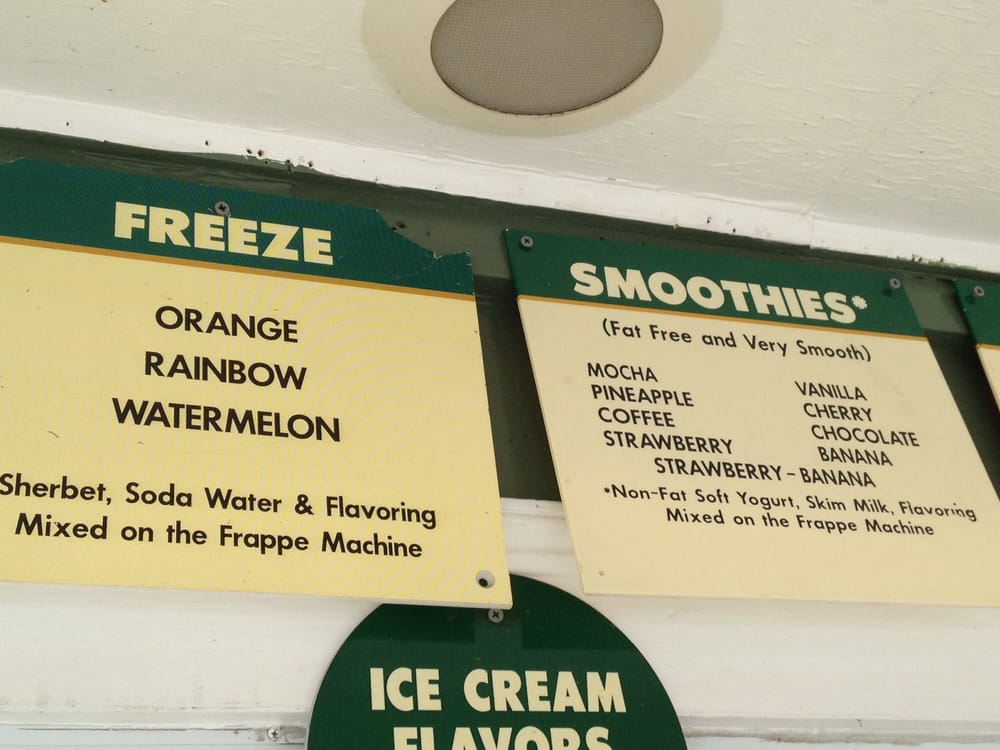 FREEZE
ORANGE
RAINBOW
WATERMELON
Sherbet, Soda Water & Flavoring
Mixed on the Frappe Machine
SMOOTHIES*
(Fat Free and Very Smooth)
MOCHA
PINEAPPLE
COFFEE
STRAWBERRY
VANILLA
CHERRY
CHOCOLATE
BANANA
STRAWBERRY-BANANA
*Non-Fat Soft Yogurt, Skim Milk, Flavoring
Mixed on the Frappe Machine
ICE CREAM
FLAVORS